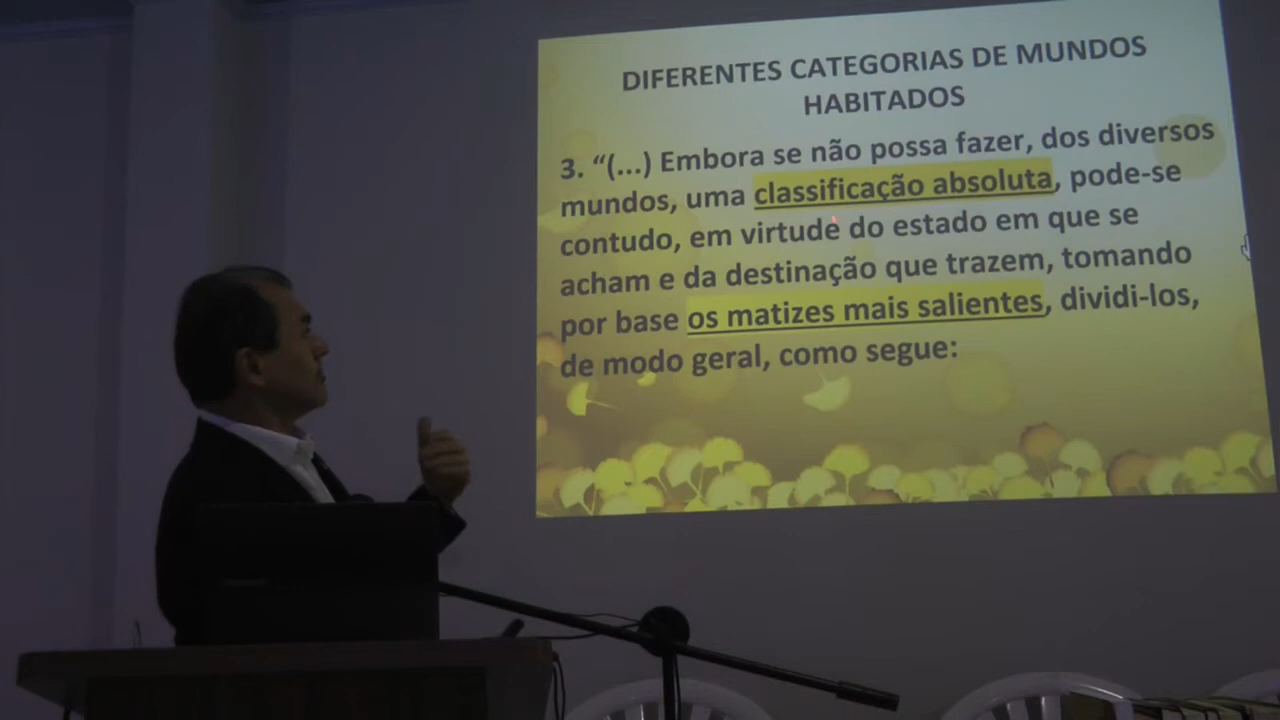 DIFERENTES CATEGORIAS DE MUNDOS
HABITADOS
3. “(...) Embora se não possa fazer, dos diversos
mundos, uma classificação absoluta, pode-se
contudo, em virtude do estado em que se
acham e da destinação que trazem, tomando
por base os matizes mais salientes, dividi-los,
de modo geral, como segue: